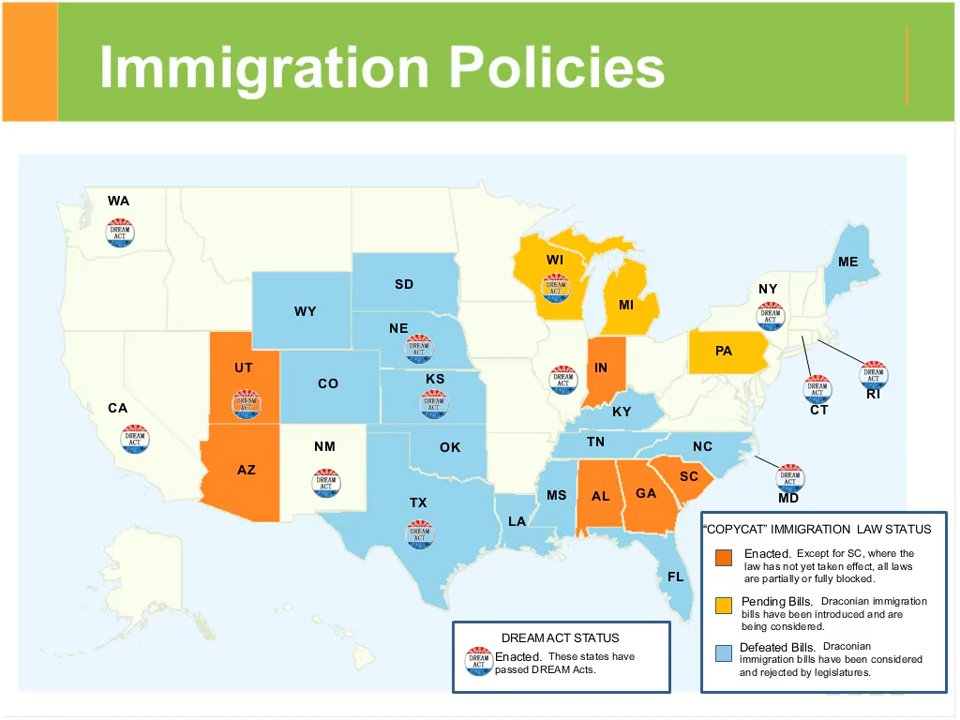 Immigration Policies
WA
DREAM
ACT
ME
WI
DREAM
ACT
SD
NY
DREAM
ACT
MI
WY
NE
DREAM
ACT
PA
UT
DREAM
ACT
CO
KS
DREAM
ACT
DREAM
ACT
IN
DREAM
ACT
RI
DREAM
ACT
CT
CA
DREAM
ACT
KY
NM
DREAM
ACT
OK
TN
NC
AZ
SC
DREAM
ACT
MD
TX
DREAM
ACT
MS
AL
GA
LA
FL
“COPYCAT” IMMIGRATION LAW STATUS
Enacted. Except for SC, where the
law has not yet taken effect, all laws
are partially or fully blocked.
Pending Bills. Draconian immigration
bills have been introduced and are
being considered.
Defeated Bills. Draconian
immigration bills have been considered
and rejected by legislatures.
DREAM ACT STATUS
DREAM
ACT
Enacted. These states have
passed DREAM Acts.